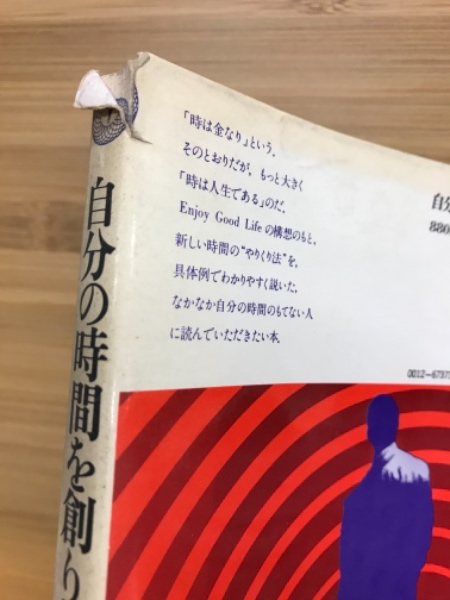 「時は金なり」という。
そのとおりだが、もっと大きく
「時は人生である」のだ。
Enjoy Good Lifeの構想のもと、
新しい時間の“やりくり法”を、
具体例でわかりやすく説いた、
なかなか自分の時間のもてない人
に読んでいただきたい本。
自分
880
0012-6737
自分の時間を創り